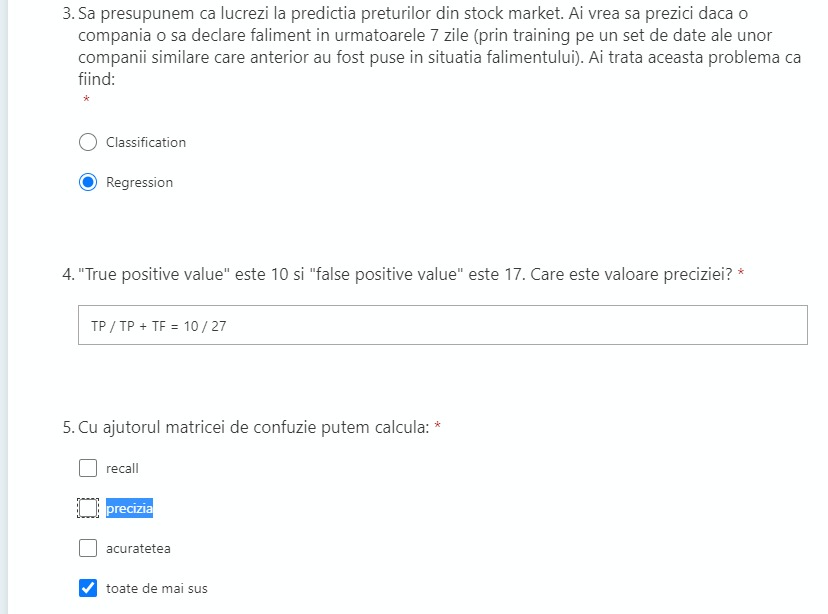 3. Sa presupunem ca lucrezi la predictia preturilor din stock market. Ai vrea sa prezici daca o
compania o sa declare faliment in urmatoarele 7 zile (prin training pe un set de date ale unor
companii similare care anterior au fost puse in situatia falimentului). Ai trata aceasta problema ca
fiind:
*
Classification
Regression
4. "True positive value" este 10 si "false positive value" este 17. Care este valoare preciziei? *
TP / TP + TF = 10 / 27
5. Cu ajutorul matricei de confuzie putem calcula: *
recall
precizia
acuratetea
toate de mai sus